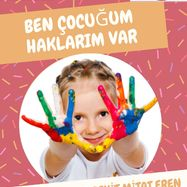 BEN ÇOCUĞUM
HAKLARIM VAR
MİTAT EREN